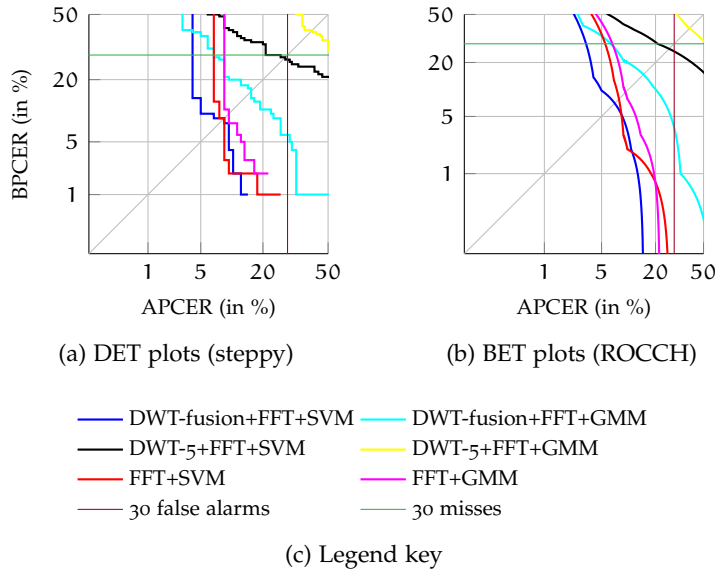 50
20
5
1
BPCER (in %)
1 5 20 50
APCER (in %)
(a) DET plots (steppy)
50
20
5
1
1 5 20 50
APCER (in %)
(b) BET plots (ROCCH)
DWT-fusion+FFT+SVM DWT-fusion+FFT+GMM
DWT-5+FFT+SVM DWT-5+FFT+GMM
FFT+SVM FFT+GMM
30 false alarms 30 misses
(c) Legend key